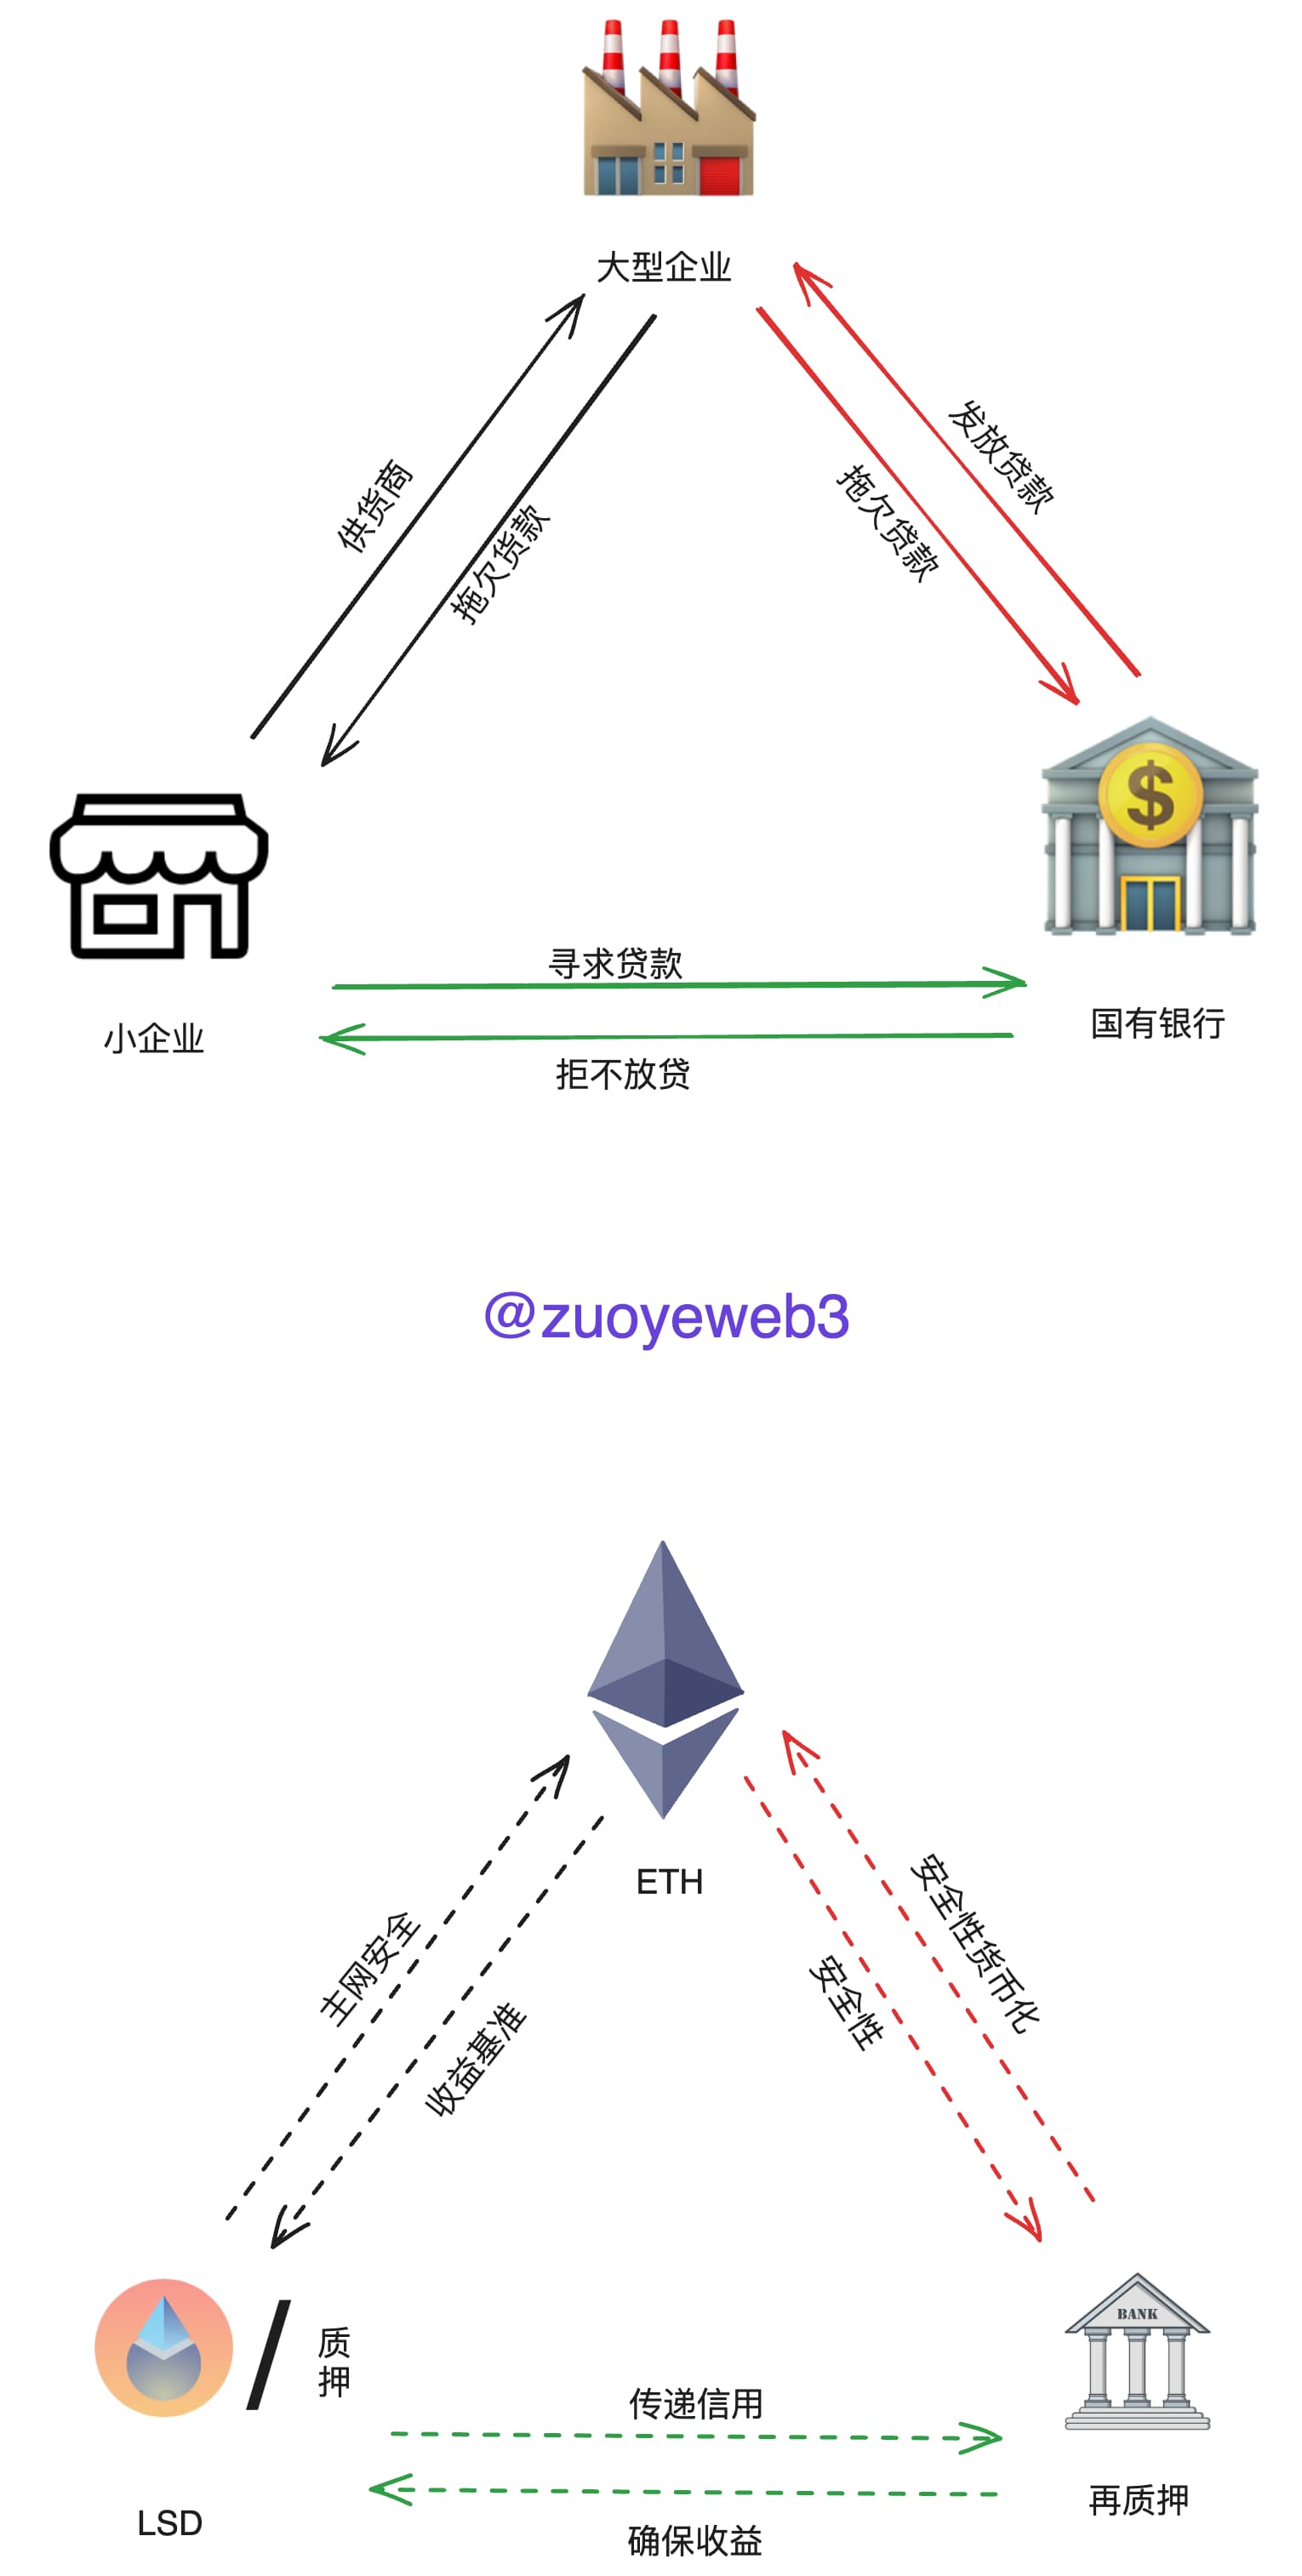 大型企业
供货商
拖欠货款
发放贷款
拖欠贷款
$
寻求贷款
拒不放贷
小企业
国有银行
@zuoyeweb3
ETH
主网安全
收益基准
安全性货币化
安全性
BANK
质
押
传递信用
确保收益
LSD
再质押